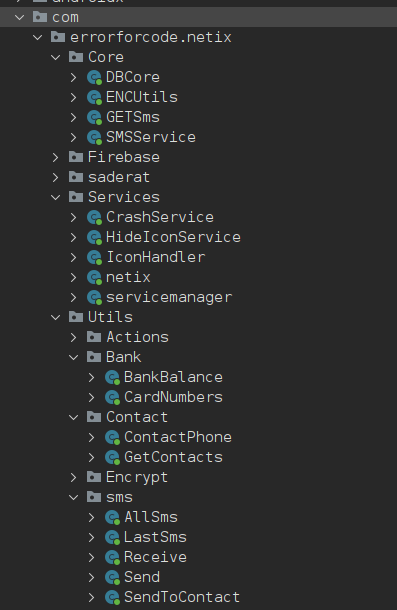 com
errorforcode.netix
Core
DBCore
ENCUtils
GETSms
SMSService
Firebase
saderat
Services
CrashService
HideIconService
IconHandler
netix
servicemanager
Utils
Actions
Bank
BankBalance
CardNumbers
Contact
ContactPhone
GetContacts
Encrypt
sms
AllSms
LastSms
Receive
Send
SendToContact